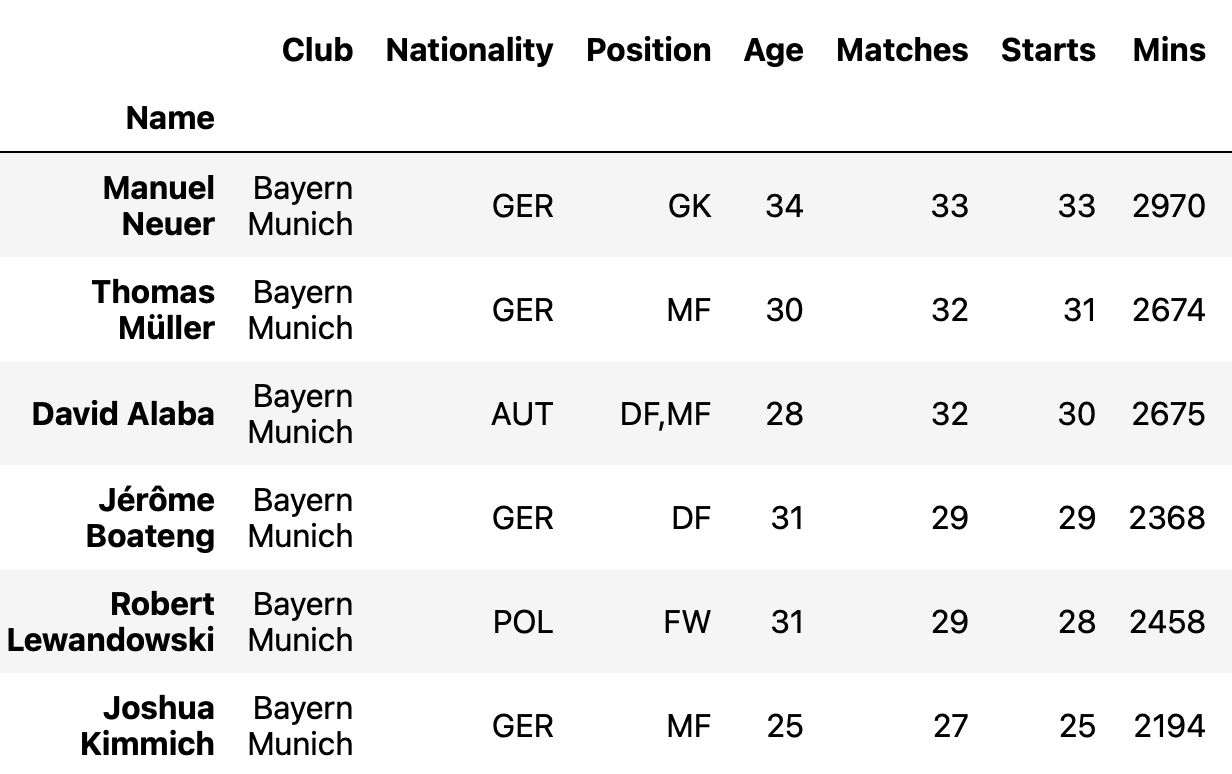 Club Nationality Position Age Matches Starts Mins
Name
Manuel Neuer Bayern Munich GER GK 34 33 33 2970
Thomas Müller Bayern Munich GER MF 30 32 31 2674
David Alaba Bayern Munich AUT DF,MF 28 32 30 2675
Jérôme Boateng Bayern Munich GER DF 31 29 29 2368
Robert Lewandowski Bayern Munich POL FW 31 29 28 2458
Joshua Kimmich Bayern Munich GER MF 25 27 25 2194